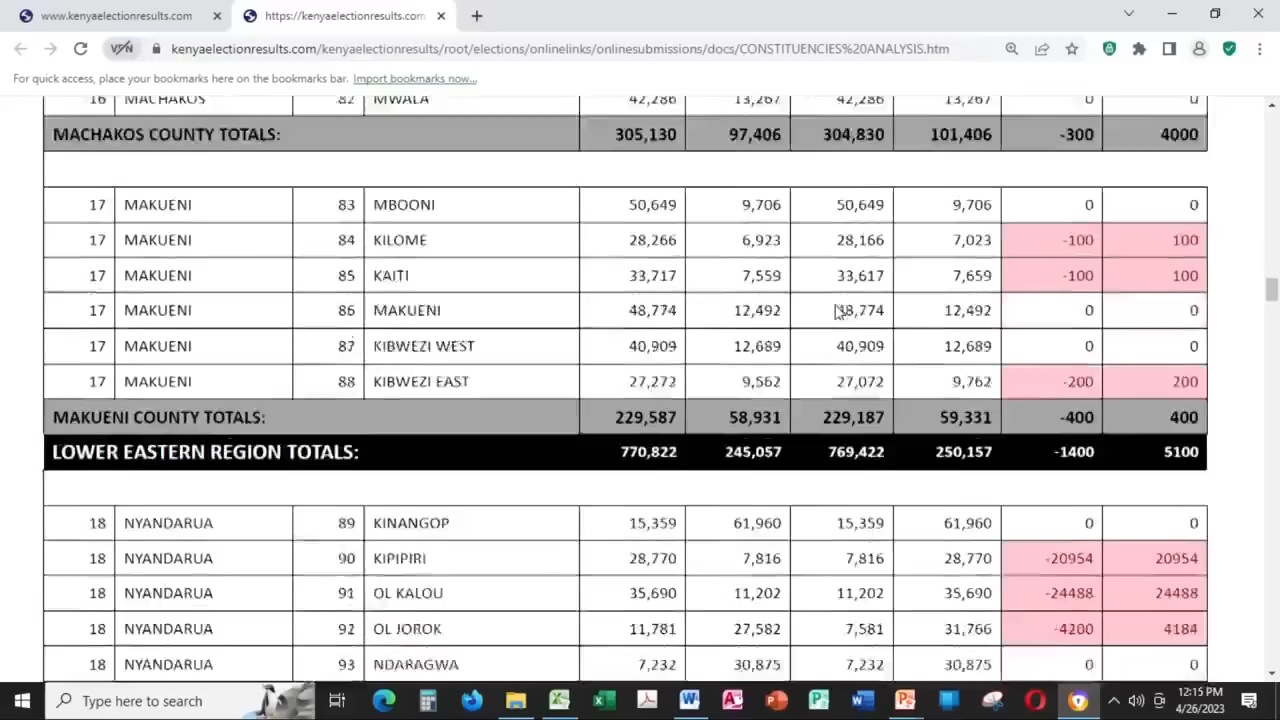 www.kenyaelectionresults.com
https://kenyaelectionresults.com
kenyaelectionresults.com/kenyaelectionresults/root/elections/onlinelinks/onlinesubmissions/docs/CONSTITUENCIES%20ANALYSIS.htm
For quick access, place your bookmarks here on the bookmarks bar. Import bookmarks now...
16 MACHAKOS 82 MWALA 42,286 13,267 42,286 13,267 0 0
MACHAKOS COUNTY TOTALS: 305,130 97,406 304,830 101,406 -300 4000
17 MAKUENI 83 MBOONI 50,649 9,706 50,649 9,706 0 0
17 MAKUENI 84 KILOME 28,266 6,923 28,166 7,023 -100 100
17 MAKUENI 85 KAITI 33,717 7,559 33,617 7,659 -100 100
17 MAKUENI 86 MAKUENI 48,774 12,492 48,774 12,492 0 0
17 MAKUENI 87 KIBWEZI WEST 40,909 12,689 40,909 12,689 0 0
17 MAKUENI 88 KIBWEZI EAST 27,272 9,562 27,072 9,762 -200 200
MAKUENI COUNTY TOTALS: 229,587 58,931 229,187 59,331 -400 400
LOWER EASTERN REGION TOTALS: 770,822 245,057 769,422 250,157 -1400 5100
18 NYANDARUA 89 KINANGOP 15,359 61,960 15,359 61,960 0 0
18 NYANDARUA 90 KIPIPIRI 28,770 7,816 7,816 28,770 -20954 20954
18 NYANDARUA 91 OL KALOU 35,690 11,202 11,202 35,690 -24488 24488
18 NYANDARUA 92 OL JOROK 11,781 27,582 7,581 31,766 -4200 4184
18 NYANDARUA 93 NDARAGWA 7,232 30,875 7,232 30,875 0 0
Type here to search
12:15 PM
4/26/2023